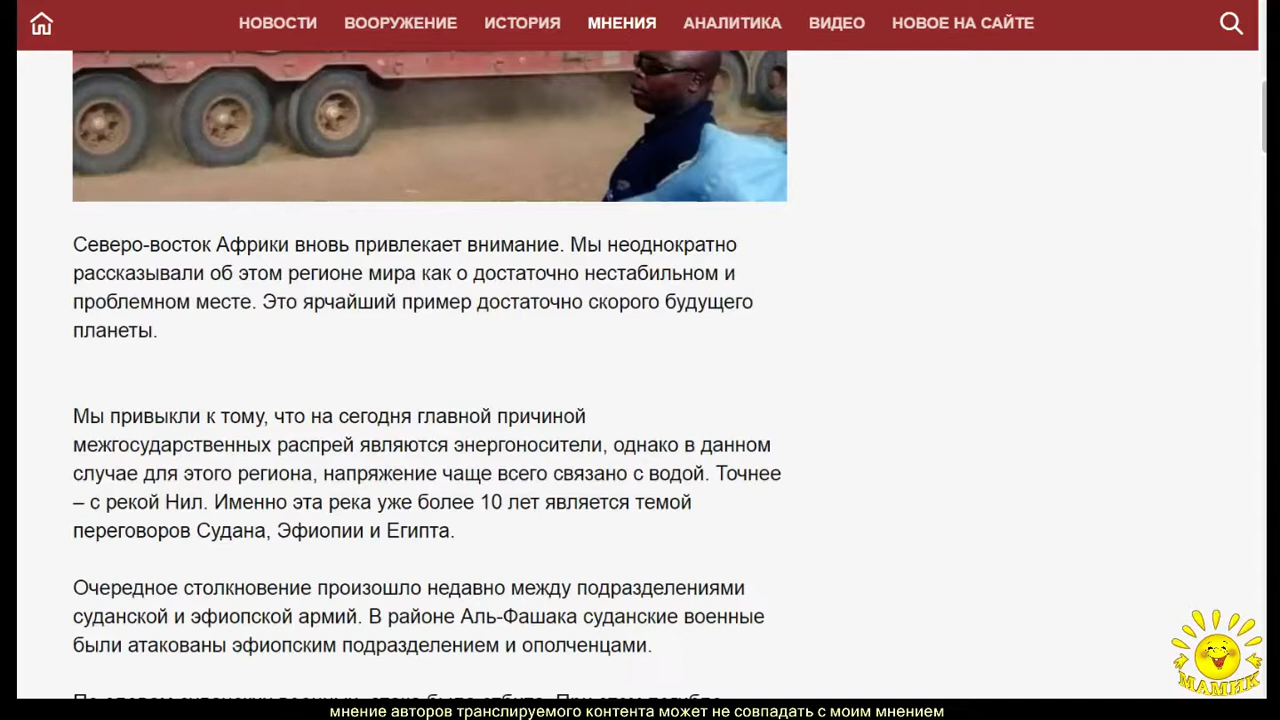 НОВОСТИ ВООРУЖЕНИЕ ИСТОРИЯ МНЕНИЯ АНАЛИТИКА ВИДЕО НОВОЕ НА САЙТЕ
Северо-восток Африки вновь привлекает внимание. Мы неоднократно
рассказывали об этом регионе мира как о достаточно нестабильном и
проблемном месте. Это ярчайший пример достаточно скорого будущего
планеты.
Мы привыкли к тому, что на сегодня главной причиной
межгосударственных распрей являются энергоносители, однако в данном
случае для этого региона, напряжение чаще всего связано с водой. Точнее
– с рекой Нил. Именно эта река уже более 10 лет является темой
переговоров Судана, Эфиопии и Египта.
Очередное столкновение произошло недавно между подразделениями
суданской и эфиопской армий. В районе Аль-Фашака суданские военные
были атакованы эфиопским подразделением и ополченцами.
МАМИК
мнение авторов транслируемого контента может не совпадать с моим мнением